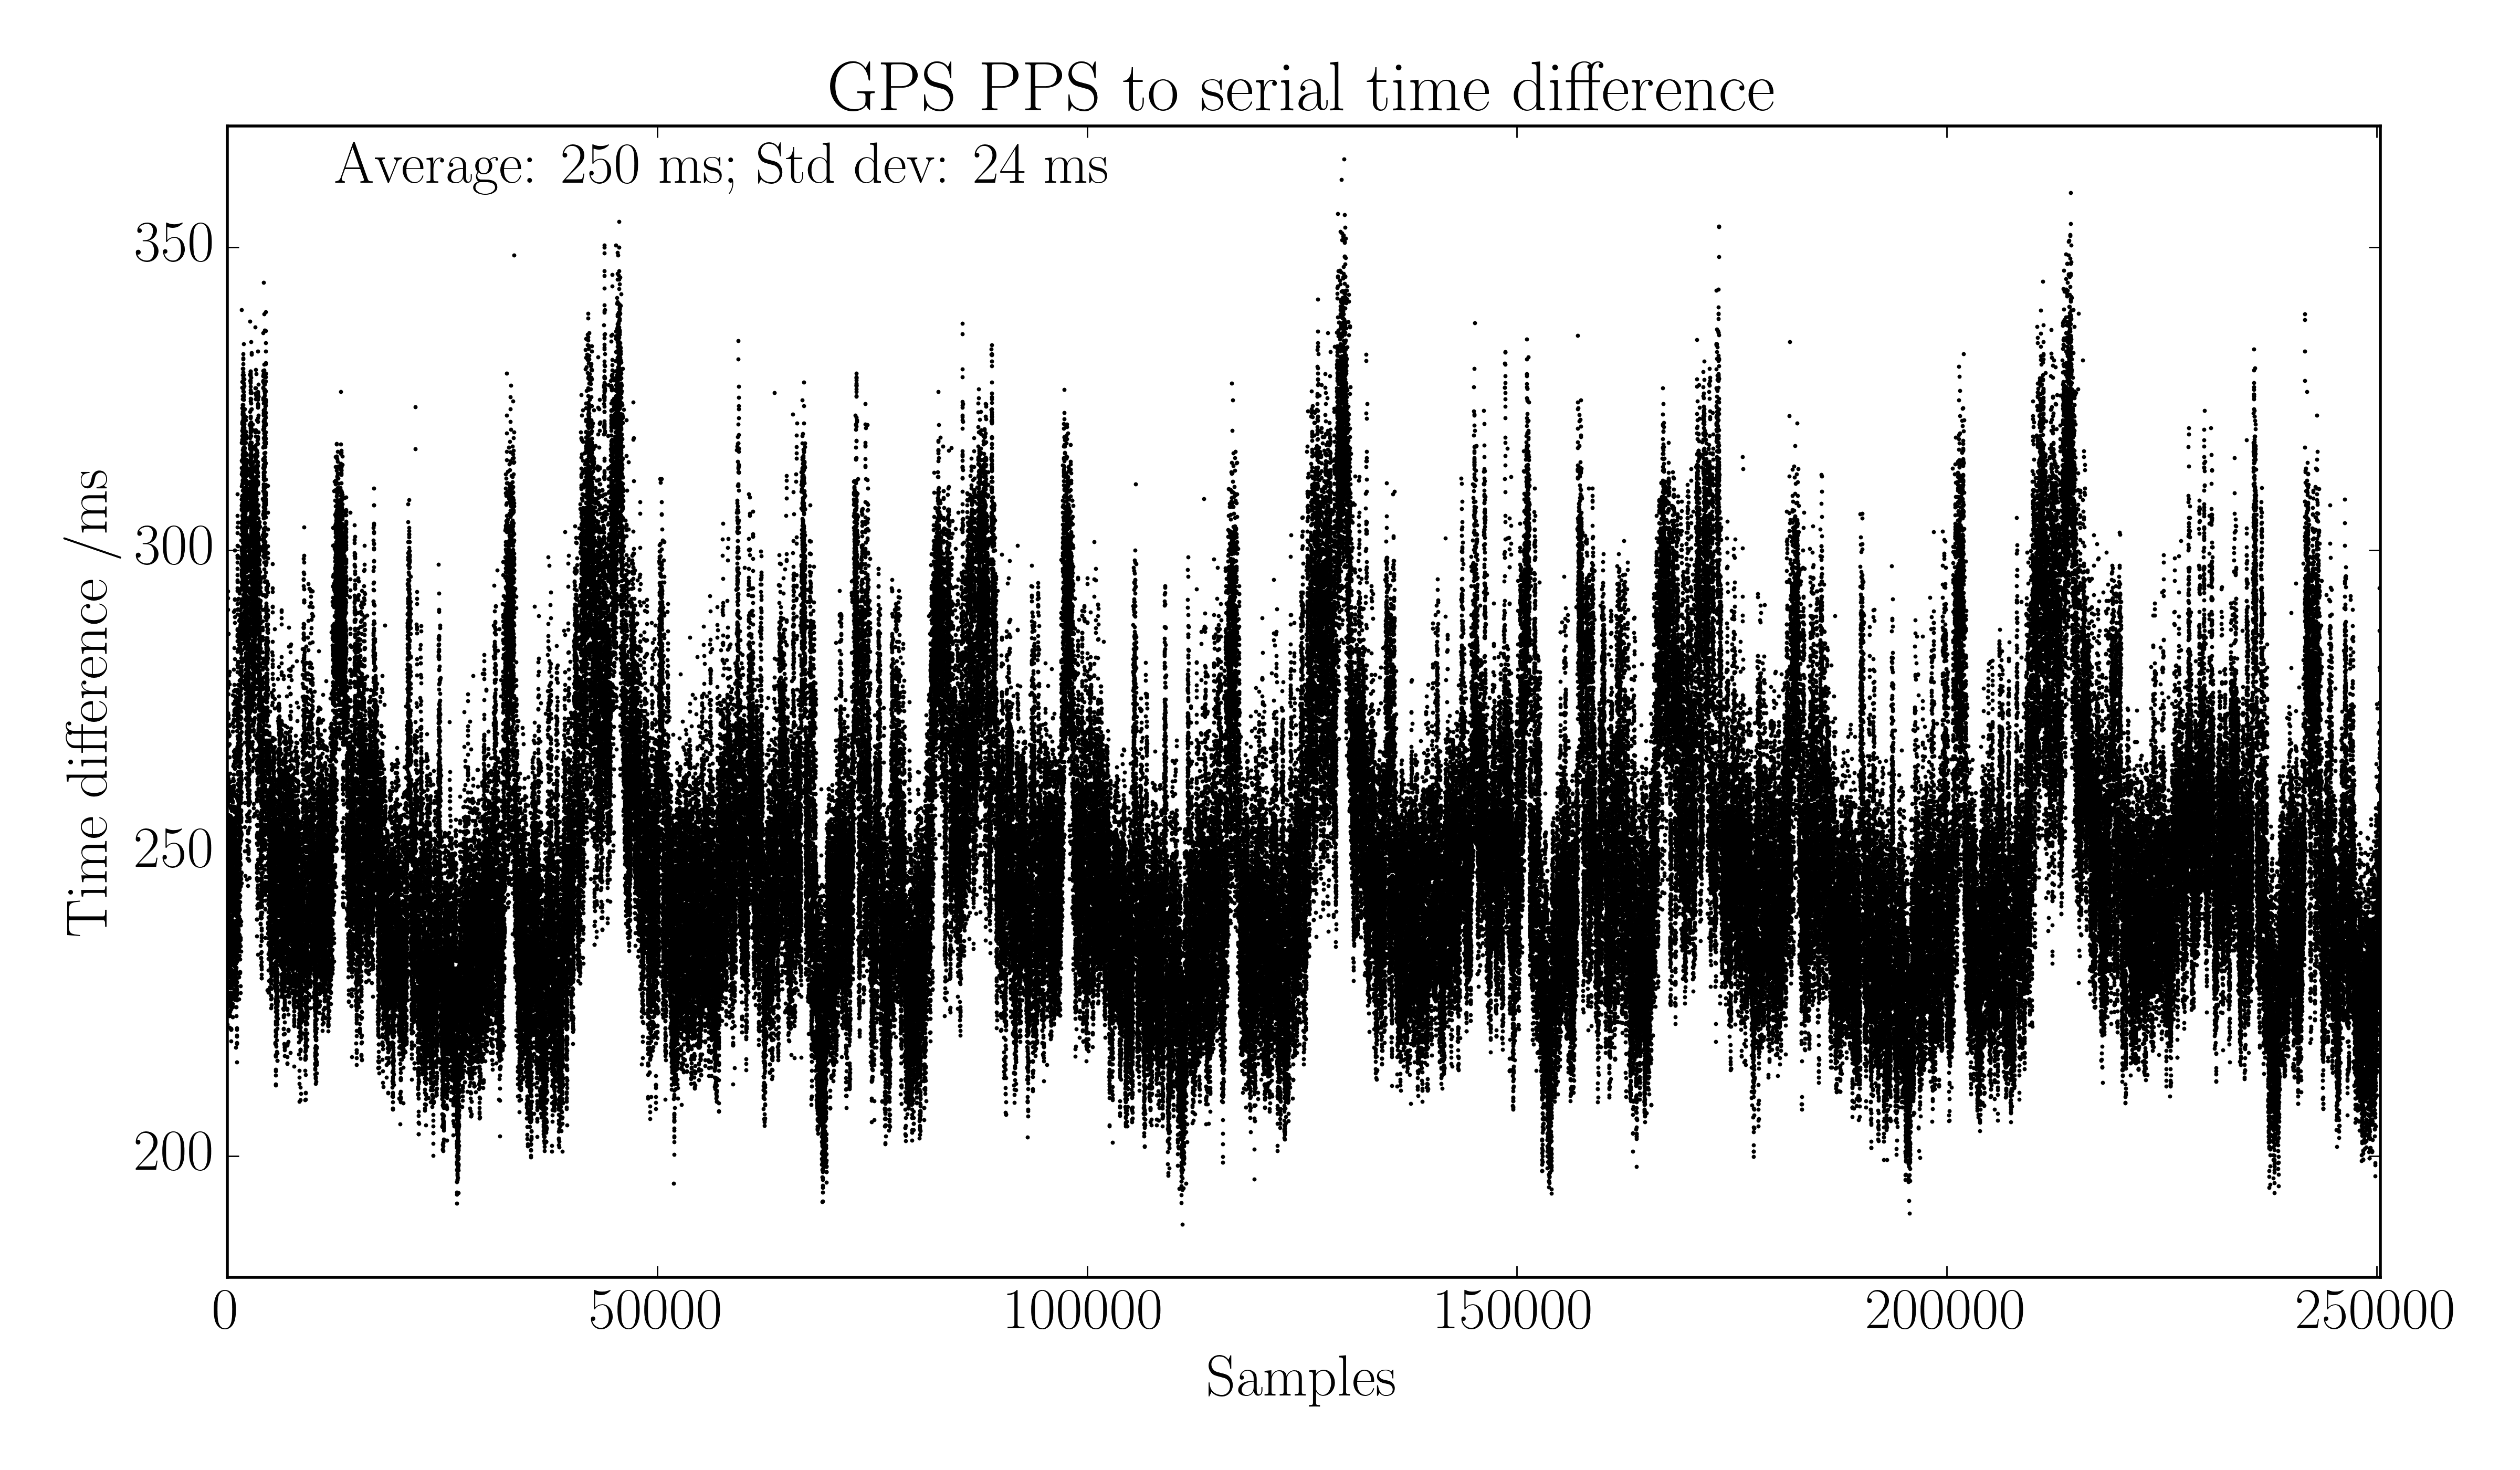 GPS PPS to serial time difference
Average: 250 ms; Std dev: 24 ms
Time difference /ms
350
300
250
200
0 50000 100000 150000 200000 250000
Samples